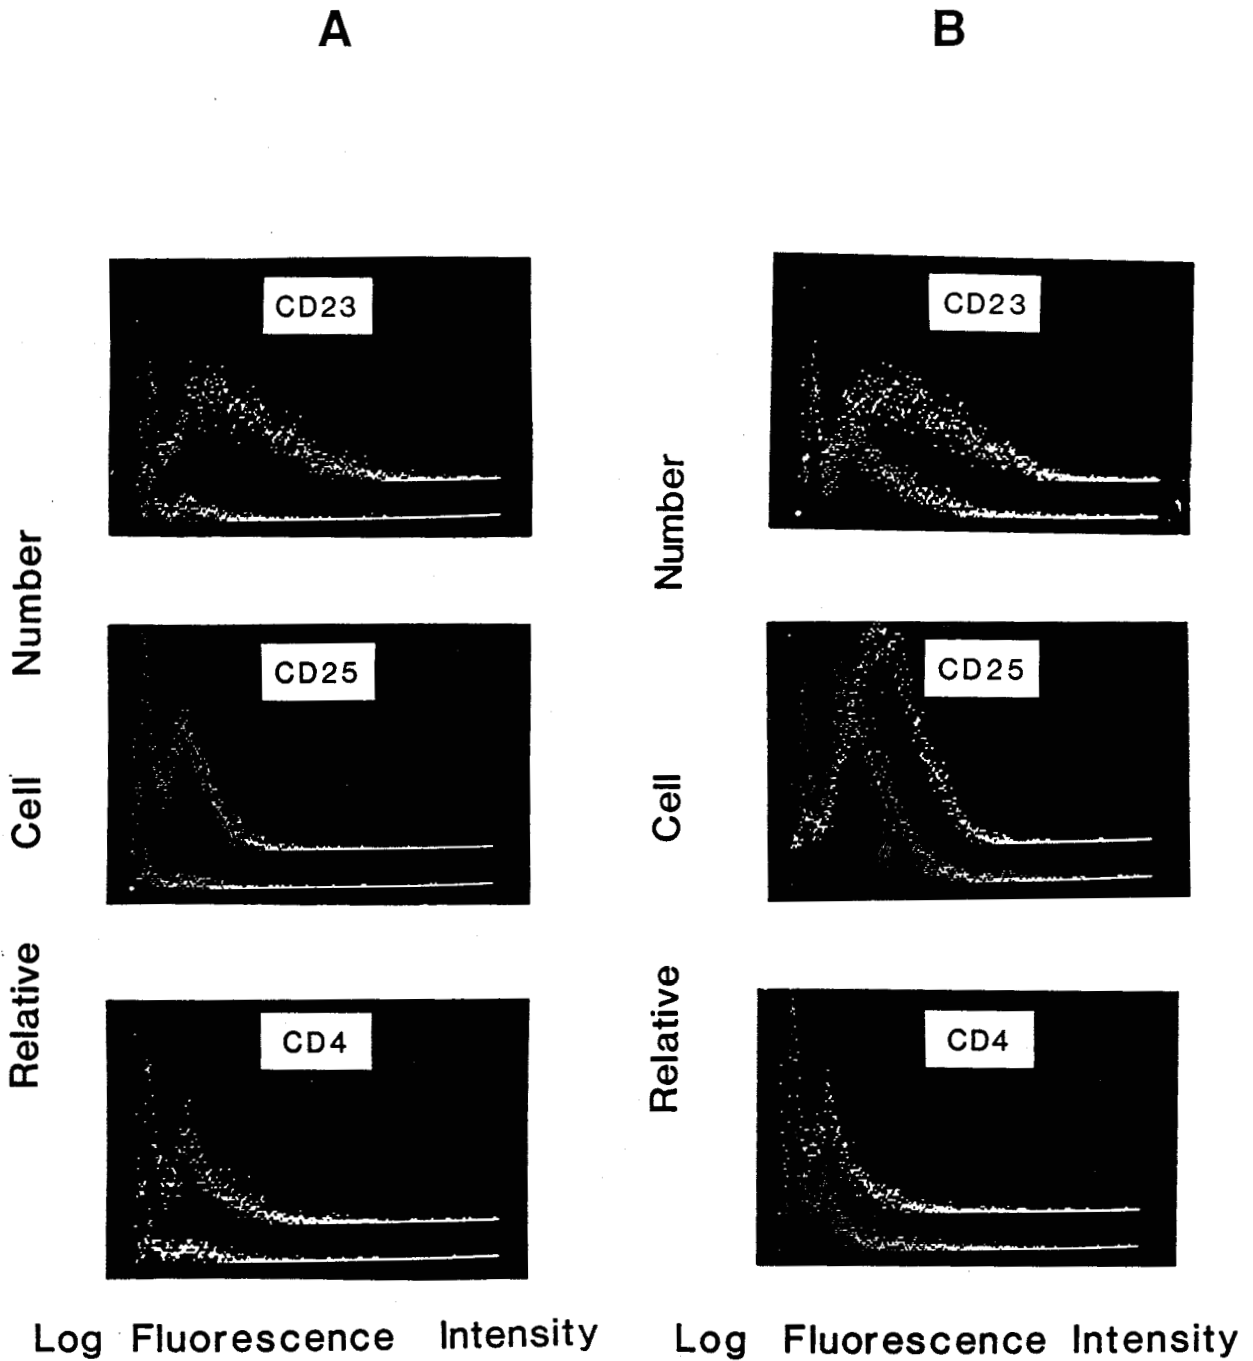 A
B
CD23
CD23
CD25
CD25
CD4
CD4
Relative Cell Number
Relative Cell Number
Log Fluorescence Intensity
Log Fluorescence Intensity